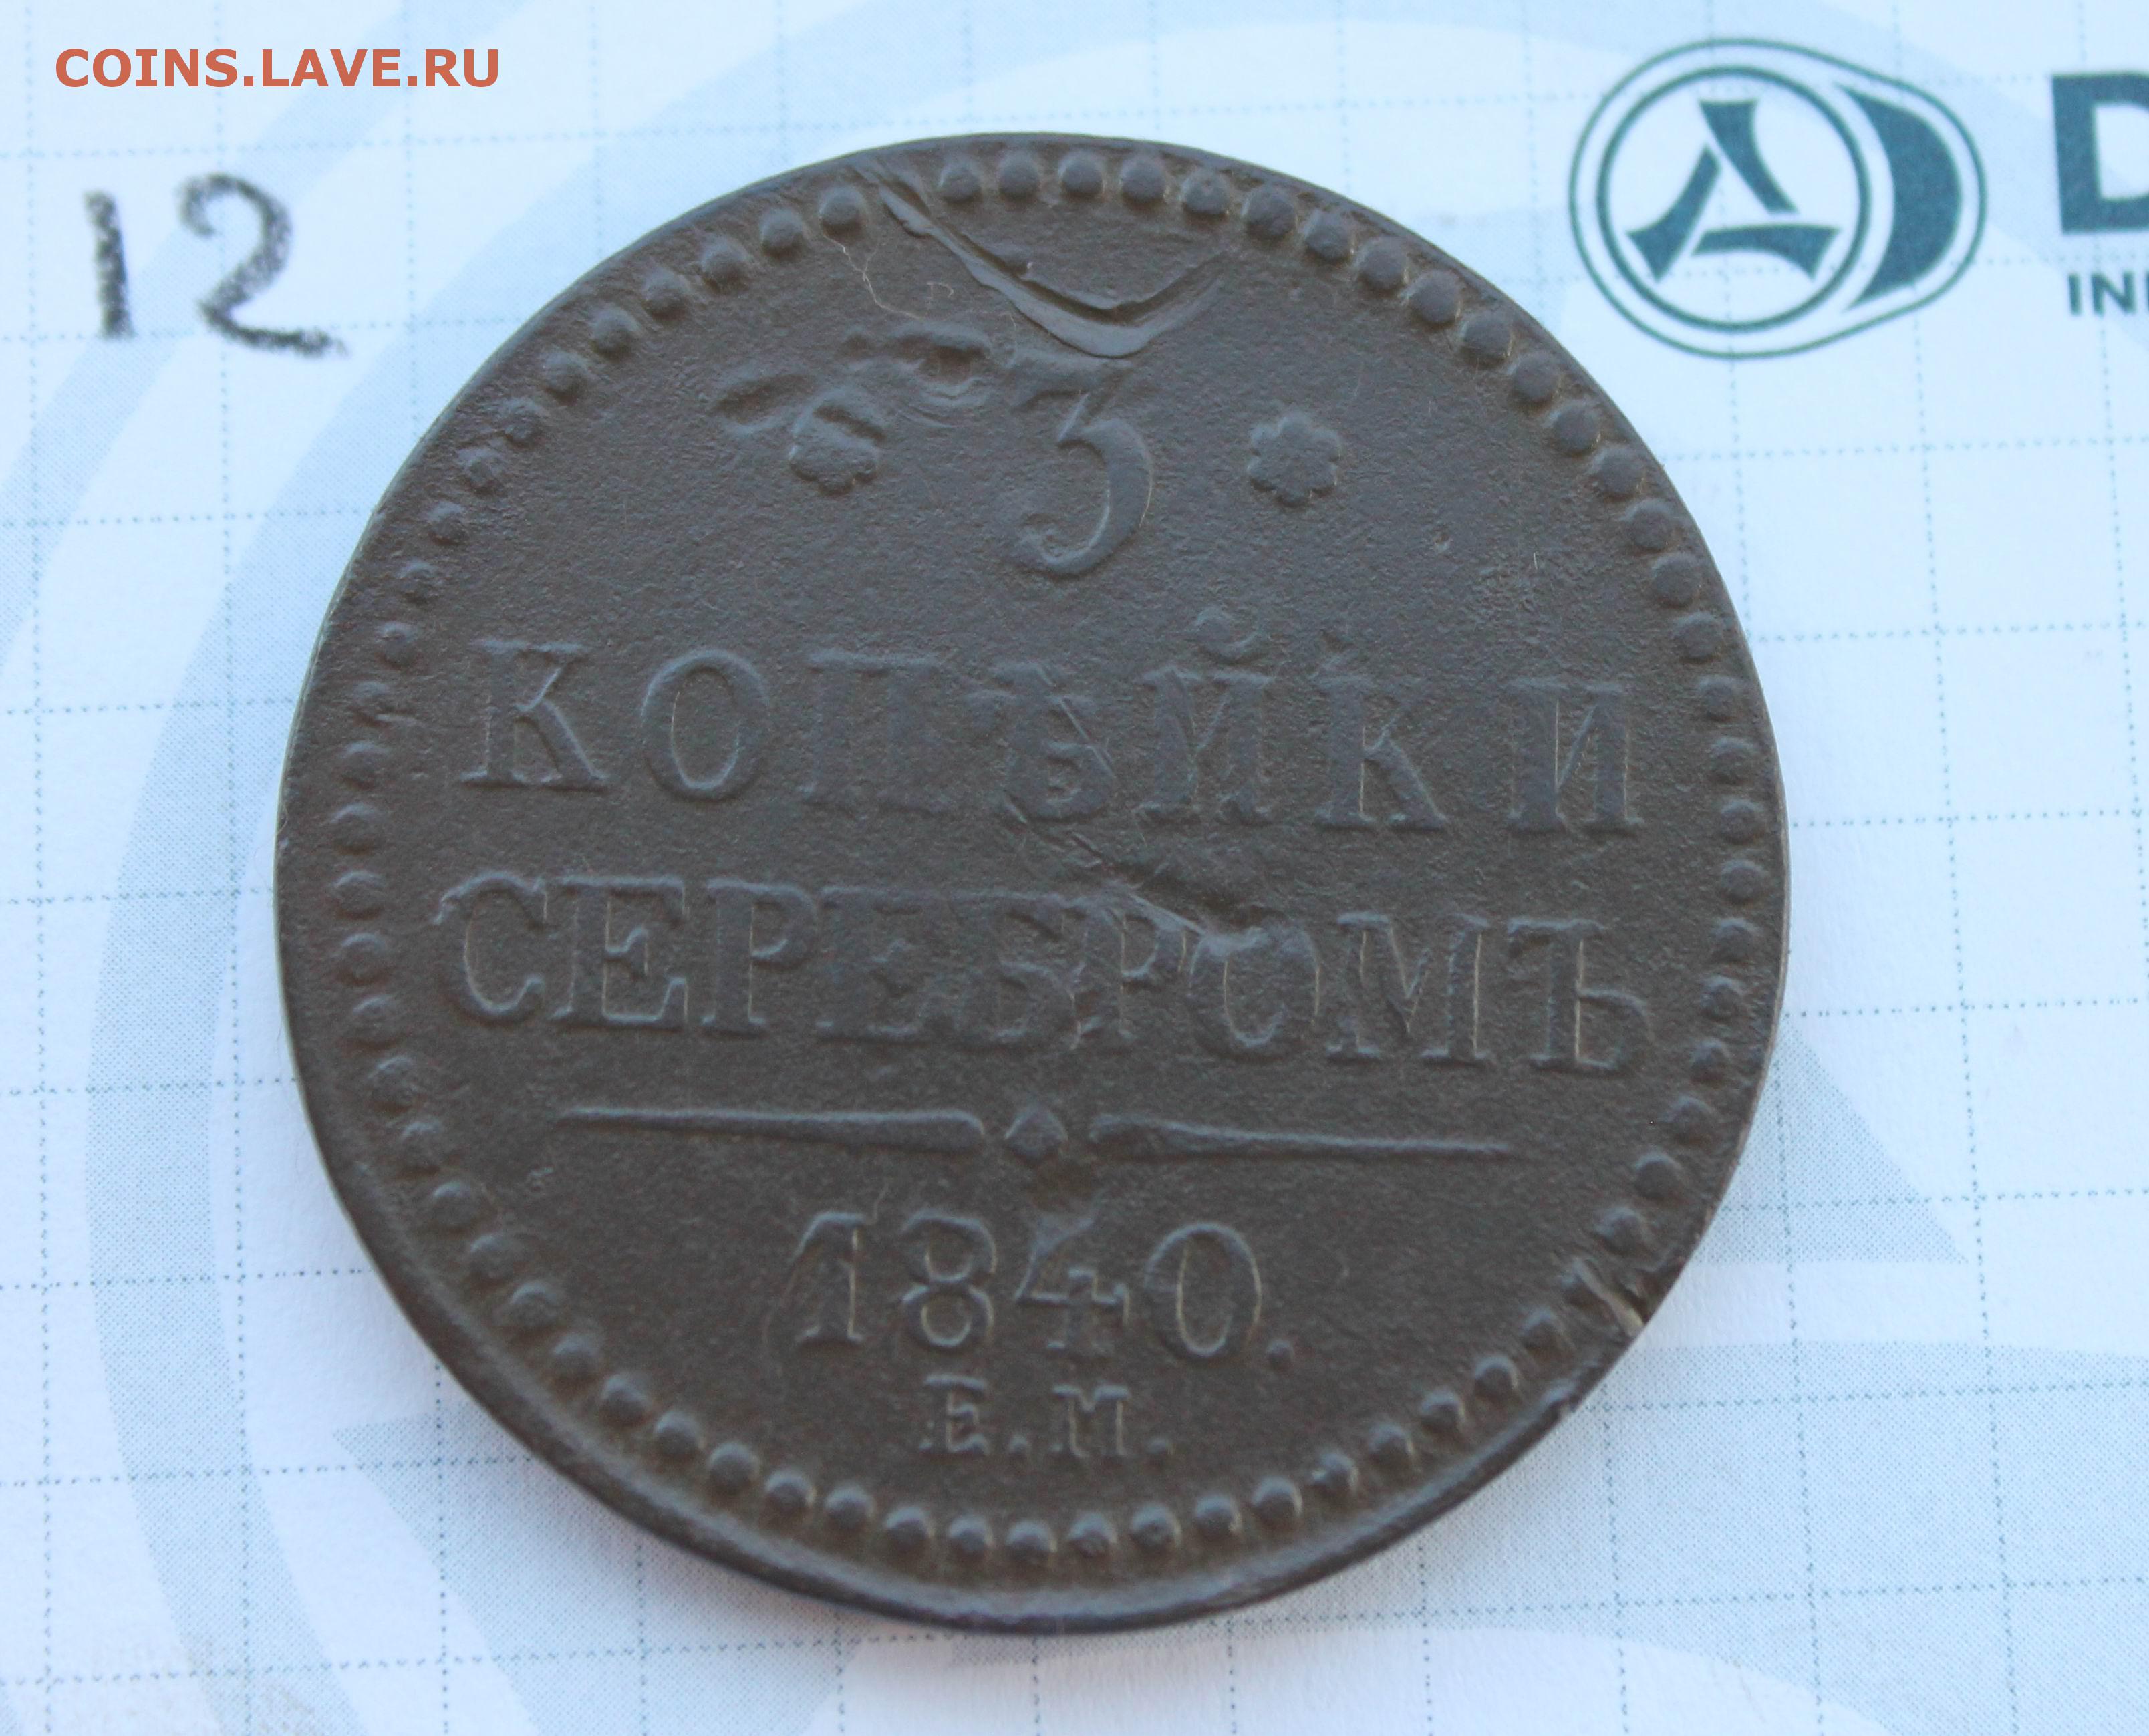 COINS.LAVE.RU
12
3
КОПѢЙКИ
СЕРЕБРОМЪ
1840.
Е.М.